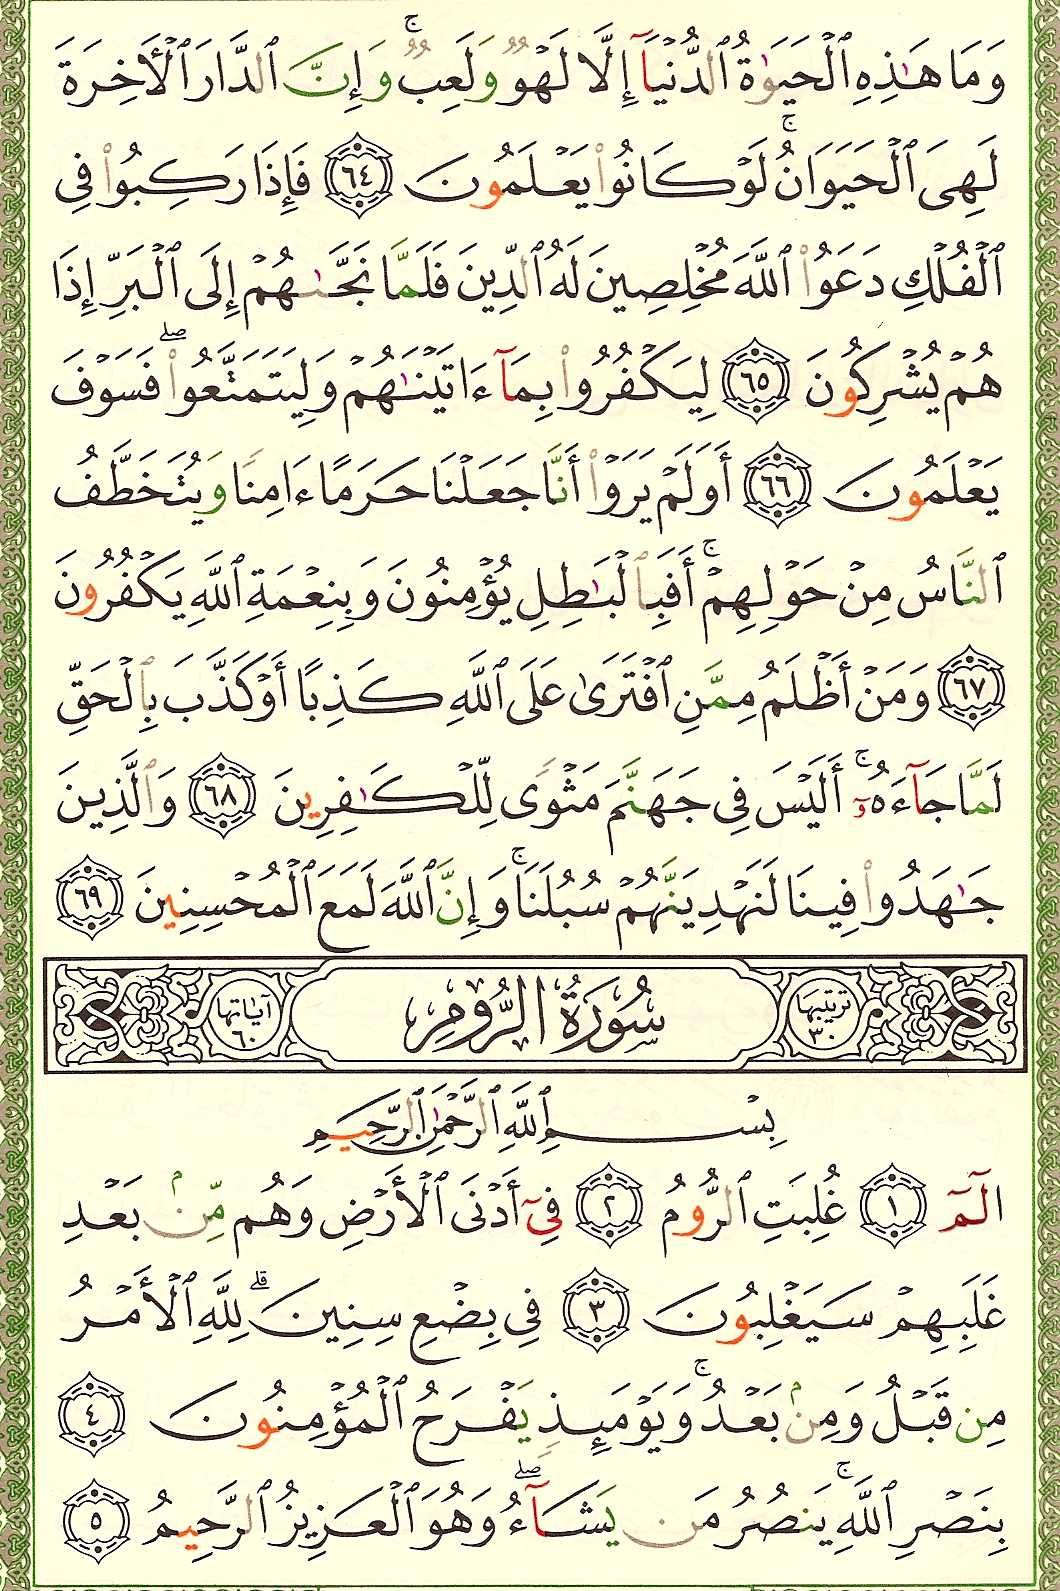 وَمَا هَٰذِهِ ٱلْحَيَوٰةُ ٱلدُّنْيَآ إِلَّا لَهْوٌ وَلَعِبٌ ۚ وَإِنَّ ٱلدَّارَ ٱلْأَخِرَةَ
لَهِىَ ٱلْحَيَوَانُ ۚ لَوْ كَانُوا۟ يَعْلَمُونَ ٦٤ فَإِذَا رَكِبُوا۟ فِى
ٱلْفُلْكِ دَعَوُا۟ ٱللَّهَ مُخْلِصِينَ لَهُ ٱلدِّينَ فَلَمَّا نَجَّىٰهُمْ إِلَى ٱلْبَرِّ إِذَا
هُمْ يُشْرِكُونَ ٦٥ لِيَكْفُرُوا۟ بِمَآ ءَاتَيْنَٰهُمْ وَلِيَتَمَتَّعُوا۟ ۖ فَسَوْفَ
يَعْلَمُونَ ٦٦ أَوَلَمْ يَرَوْا۟ أَنَّا جَعَلْنَا حَرَمًا ءَامِنًا وَيُتَخَطَّفُ
ٱلنَّاسُ مِنْ حَوْلِهِمْ ۚ أَفَبِٱلْبَٰطِلِ يُؤْمِنُونَ وَبِنِعْمَةِ ٱللَّهِ يَكْفُرُونَ
٦٧ وَمَنْ أَظْلَمُ مِمَّنِ ٱفْتَرَىٰ عَلَى ٱللَّهِ كَذِبًا أَوْ كَذَّبَ بِٱلْحَقِّ
لَمَّا جَآءَهُۥٓ ۚ أَلَيْسَ فِى جَهَنَّمَ مَثْوًى لِّلْكَٰفِرِينَ ٦٨ وَٱلَّذِينَ
جَٰهَدُوا۟ فِينَا لَنَهْدِيَنَّهُمْ سُبُلَنَا ۚ وَإِنَّ ٱللَّهَ لَمَعَ ٱلْمُحْسِنِينَ ٦٩
ترتيبها ٣٠ سُورَةُ الرُّومِ آياتها ٦٠
بِسْمِ ٱللَّهِ ٱلرَّحْمَٰنِ ٱلرَّحِيمِ
الٓمٓ ١ غُلِبَتِ ٱلرُّومُ ٢ فِىٓ أَدْنَى ٱلْأَرْضِ وَهُم مِّنۢ بَعْدِ
غَلَبِهِمْ سَيَغْلِبُونَ ٣ فِى بِضْعِ سِنِينَ ۗ لِلَّهِ ٱلْأَمْرُ
مِن قَبْلُ وَمِنۢ بَعْدُ ۚ وَيَوْمَئِذٍ يَفْرَحُ ٱلْمُؤْمِنُونَ ٤
بِنَصْرِ ٱللَّهِ ۚ يَنصُرُ مَن يَشَآءُ ۖ وَهُوَ ٱلْعَزِيزُ ٱلرَّحِيمُ ٥